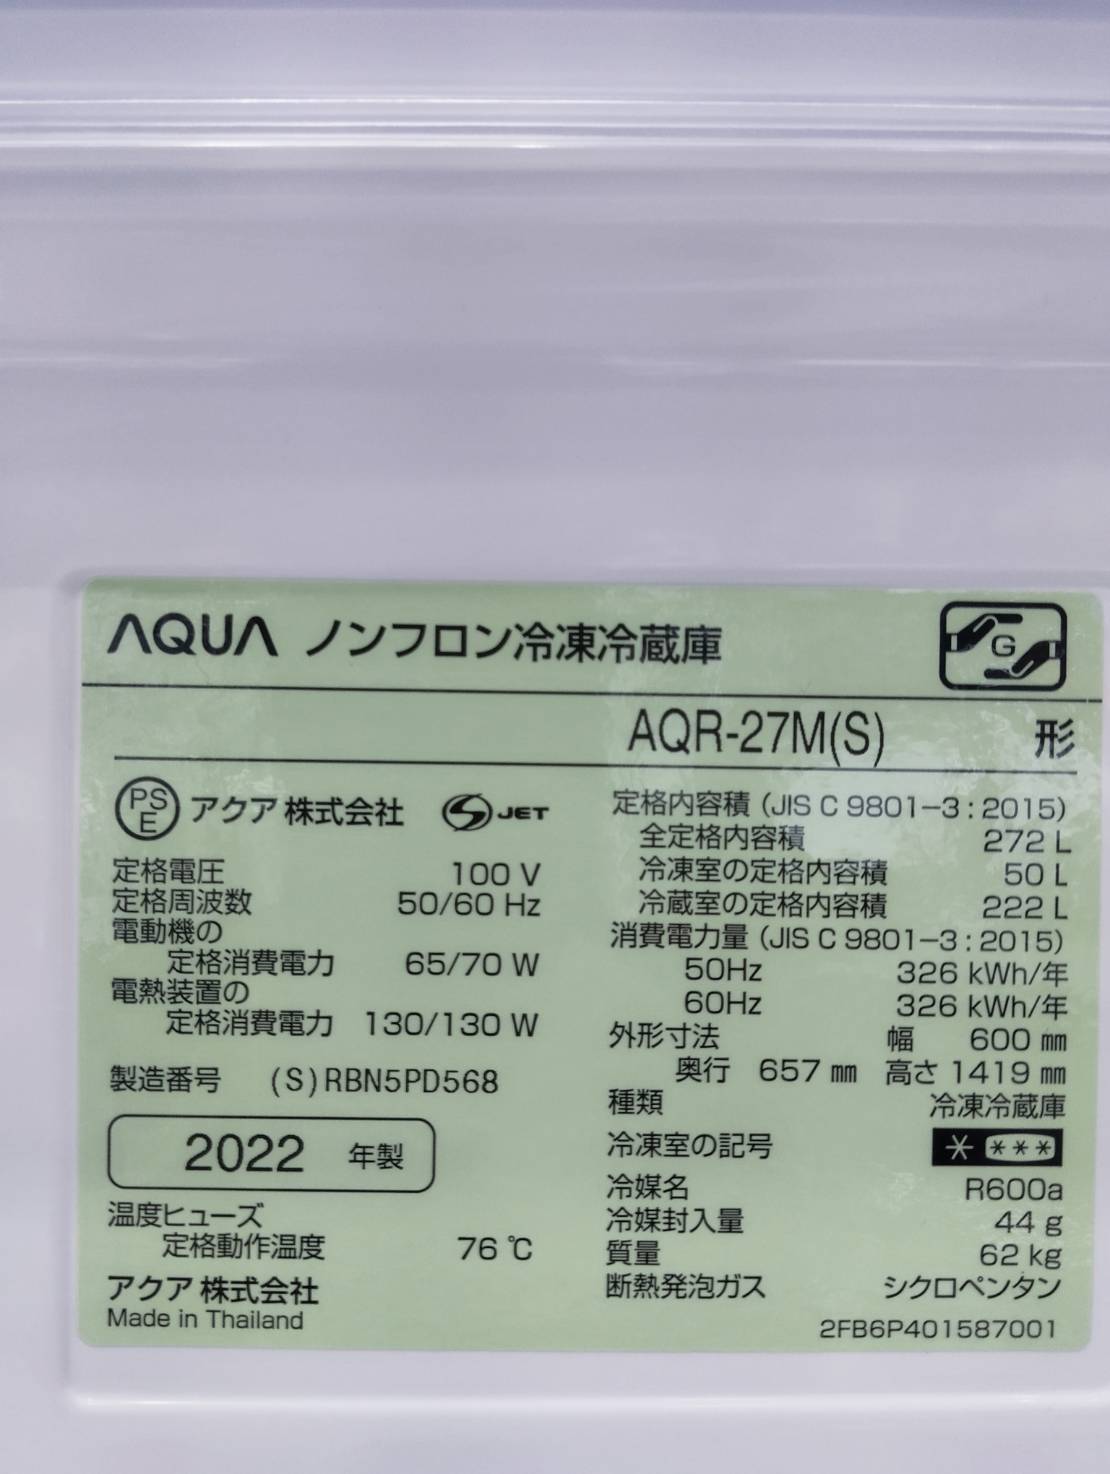 AQUA ノンフロン冷凍冷蔵庫
G
AQR-27M(S) 形
PSE アクア 株式会社 S JET
定格電圧 100 V
定格周波数 50/60 Hz
電動機の
定格消費電力 65/70 W
電熱装置の
定格消費電力 130/130 W
製造番号 (S)RBN5PD568
2022 年製
温度ヒューズ
定格動作温度 76 ℃
アクア 株式会社
Made in Thailand
定格内容積 (JIS C 9801-3 : 2015)
全定格内容積 272 L
冷凍室の定格内容積 50 L
冷蔵室の定格内容積 222 L
消費電力量 (JIS C 9801-3 : 2015)
50Hz 326 kWh/年
60Hz 326 kWh/年
外形寸法 幅 600 ㎜
奥行 657 ㎜ 高さ 1419 ㎜
種類 冷凍冷蔵庫
冷凍室の記号 * ***
冷媒名 R600a
冷媒封入量 44 g
質量 62 kg
断熱発泡ガス シクロペンタン
2FB6P401587001